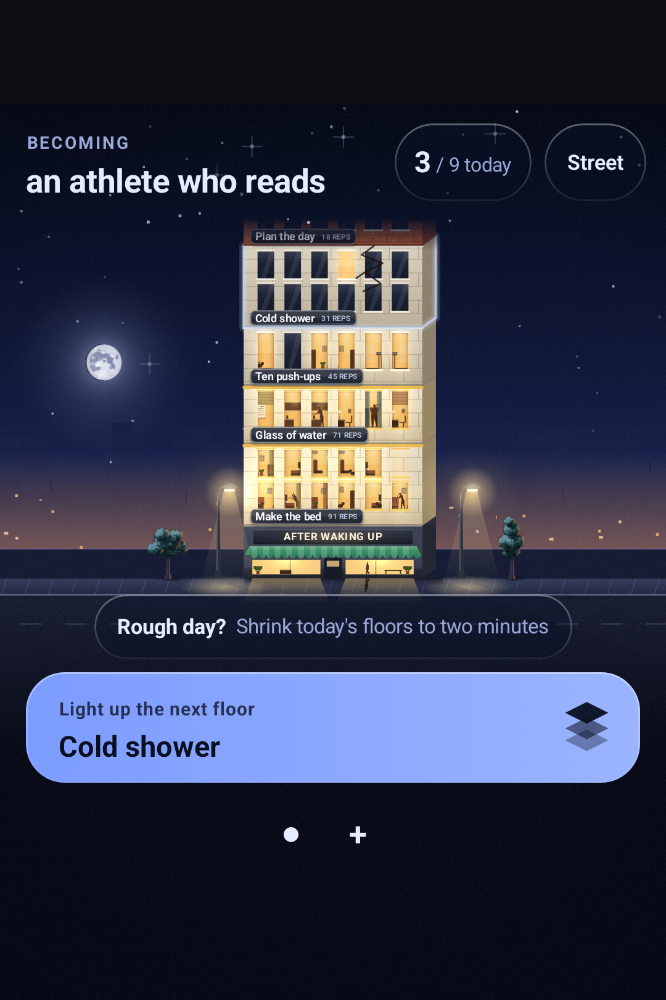 BECOMING
an athlete who reads
3 / 9 today
Street
Plan the day 18 REPS
Cold shower 31 REPS
Ten push-ups 45 REPS
Glass of water 71 REPS
Make the bed 91 REPS
AFTER WAKING UP
Rough day? Shrink today's floors to two minutes
Light up the next floor
Cold shower